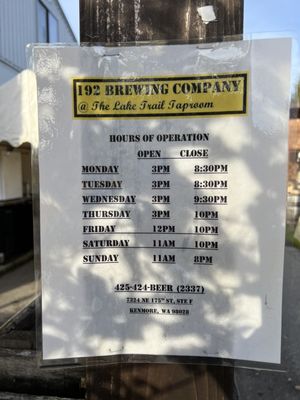 192 BREWING COMPANY
@ The Lake Trail Taproom
HOURS OF OPERATION
OPEN CLOSE
MONDAY 3PM 8:30PM
TUESDAY 3PM 8:30PM
WEDNESDAY 3PM 9:30PM
THURSDAY 3PM 10PM
FRIDAY 12PM 10PM
SATURDAY 11AM 10PM
SUNDAY 11AM 8PM
425-424-BEER (2337)
7324 NE 175TH ST, STE F
KENMORE, WA 98028